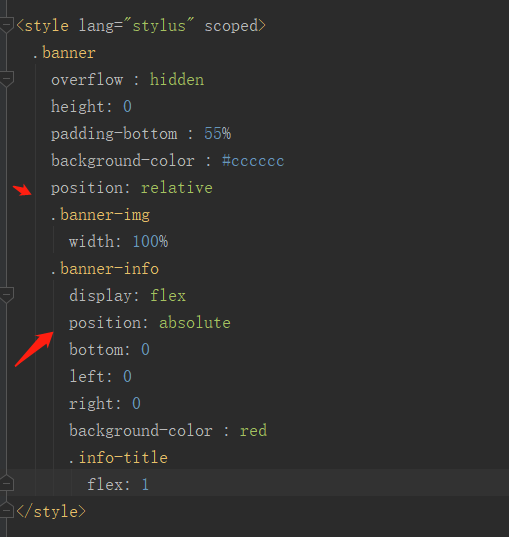 <style lang="stylus" scoped>
.banner
overflow : hidden
height: 0
padding-bottom : 55%
background-color : #cccccc
position: relative
.banner-img
width: 100%
.banner-info
display: flex
position: absolute
bottom: 0
left: 0
right: 0
background-color : red
.info-title
flex: 1
</style>